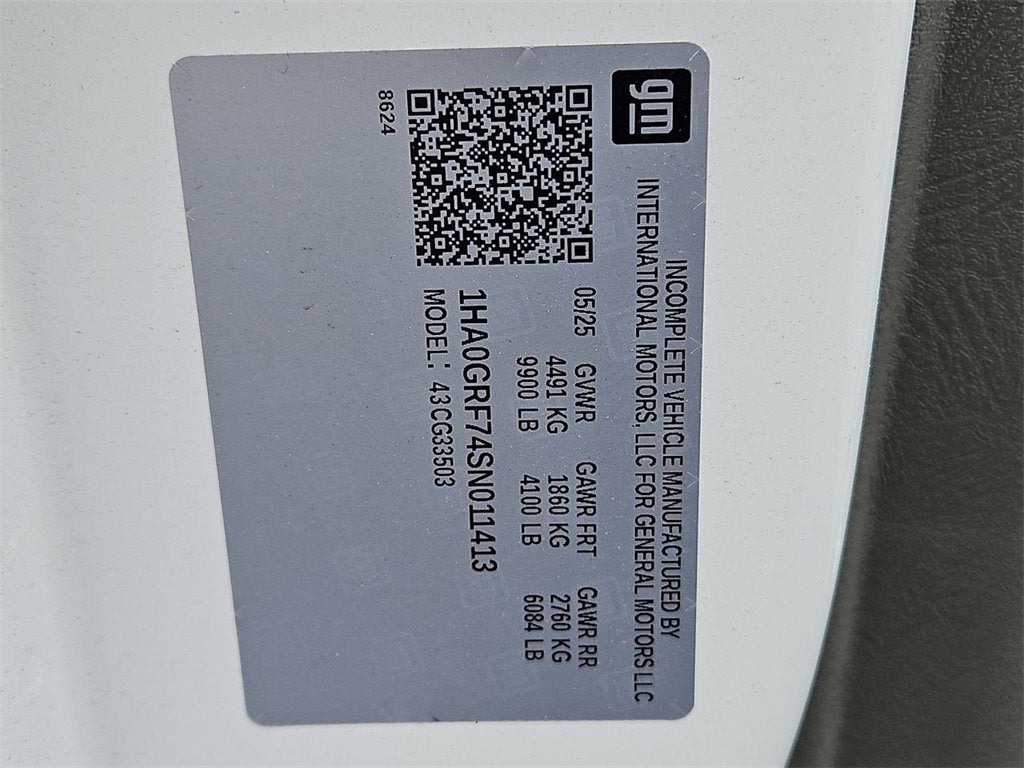 gm
INCOMPLETE VEHICLE MANUFACTURED BY
INTERNATIONAL MOTORS, LLC FOR GENERAL MOTORS LLC
05/25 GVWR GAWR FRT GAWR RR
4491 KG 1860 KG 2760 KG
9900 LB 4100 LB 6084 LB
1HA0GRF74SN011413
MODEL: 43CG33503
8624